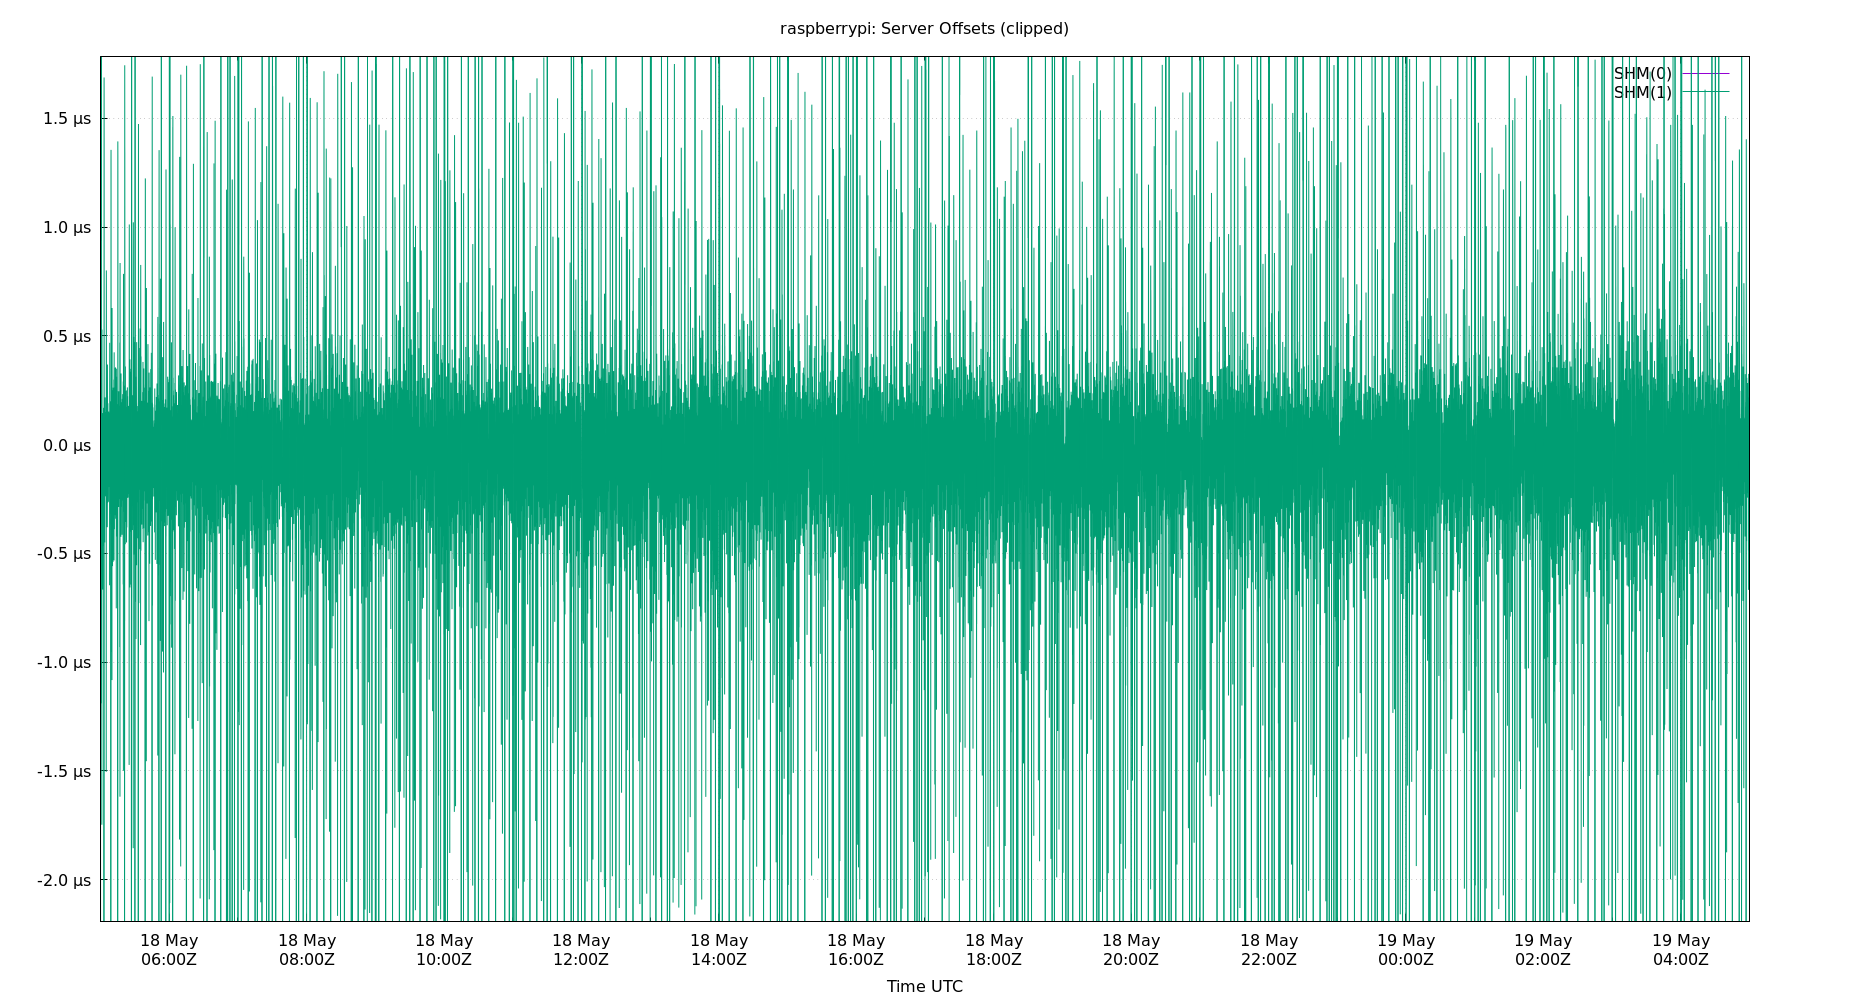 raspberrypi: Server Offsets (clipped)
SHM(0)
SHM(1)
1.5 µs
1.0 µs
0.5 µs
0.0 µs
-0.5 µs
-1.0 µs
-1.5 µs
-2.0 µs
18 May 18 May 18 May 18 May 18 May 18 May 18 May 18 May 18 May 19 May 19 May 19 May
06:00Z 08:00Z 10:00Z 12:00Z 14:00Z 16:00Z 18:00Z 20:00Z 22:00Z 00:00Z 02:00Z 04:00Z
Time UTC